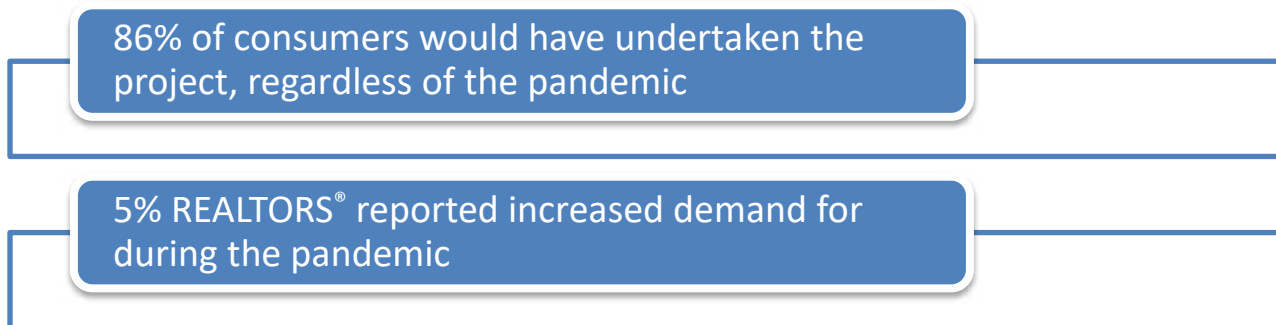 86% of consumers would have undertaken the
project, regardless of the pandemic
5% REALTORS® reported increased demand for
during the pandemic